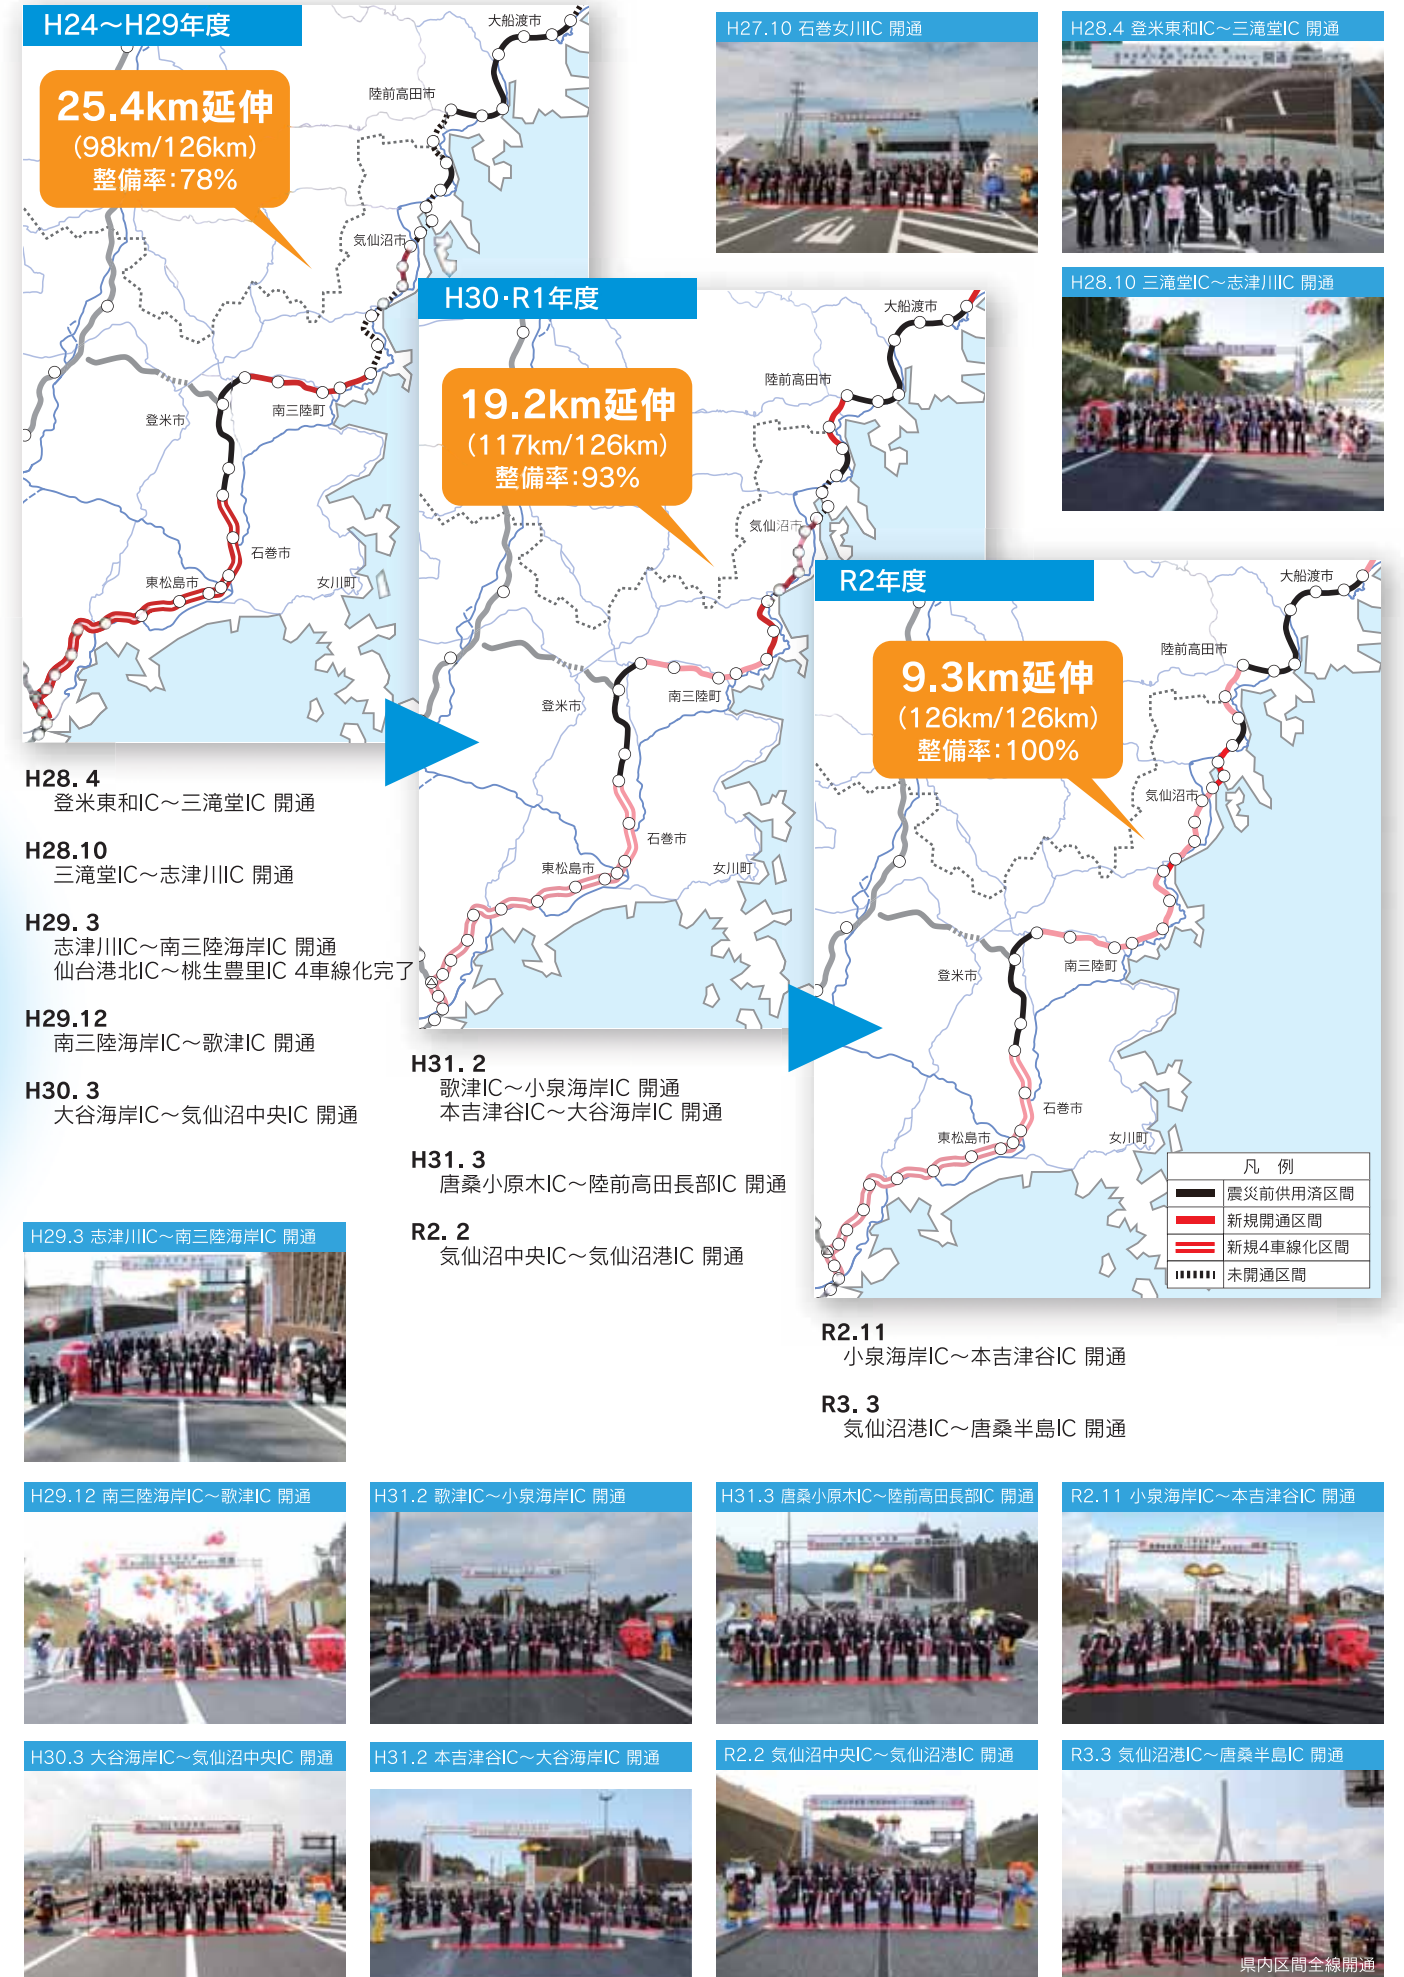 H24～H29年度
25.4km延伸
(98km/126km)
整備率：78%
大船渡市
陸前高田市
気仙沼市
南三陸町
登米市
石巻市
東松島市
女川町
H28. 4
登米東和IC～三滝堂IC 開通
H28.10
三滝堂IC～志津川IC 開通
H29. 3
志津川IC～南三陸海岸IC 開通
仙台港北IC～桃生豊里IC 4車線化完了
H29.12
南三陸海岸IC～歌津IC 開通
H30. 3
大谷海岸IC～気仙沼中央IC 開通
H30・R1年度
19.2km延伸
(117km/126km)
整備率：93%
大船渡市
陸前高田市
気仙沼市
南三陸町
登米市
石巻市
東松島市
女川町
H31. 2
歌津IC～小泉海岸IC 開通
本吉津谷IC～大谷海岸IC 開通
H31. 3
唐桑小原木IC～陸前高田長部IC 開通
R2. 2
気仙沼中央IC～気仙沼港IC 開通
R2年度
9.3km延伸
(126km/126km)
整備率：100%
大船渡市
陸前高田市
気仙沼市
南三陸町
登米市
石巻市
東松島市
女川町
凡 例
震災前供用済区間
新規開通区間
新規4車線化区間
未開通区間
R2.11
小泉海岸IC～本吉津谷IC 開通
R3. 3
気仙沼港IC～唐桑半島IC 開通
H27.10 石巻女川IC 開通
H28.4 登米東和IC～三滝堂IC 開通
開通
H28.10 三滝堂IC～志津川IC 開通
H29.3 志津川IC～南三陸海岸IC 開通
H29.12 南三陸海岸IC～歌津IC 開通
H31.2 歌津IC～小泉海岸IC 開通
H31.3 唐桑小原木IC～陸前高田長部IC 開通
R2.11 小泉海岸IC～本吉津谷IC 開通
H30.3 大谷海岸IC～気仙沼中央IC 開通
H31.2 本吉津谷IC～大谷海岸IC 開通
R2.2 気仙沼中央IC～気仙沼港IC 開通
R3.3 気仙沼港IC～唐桑半島IC 開通
県内区間全線開通